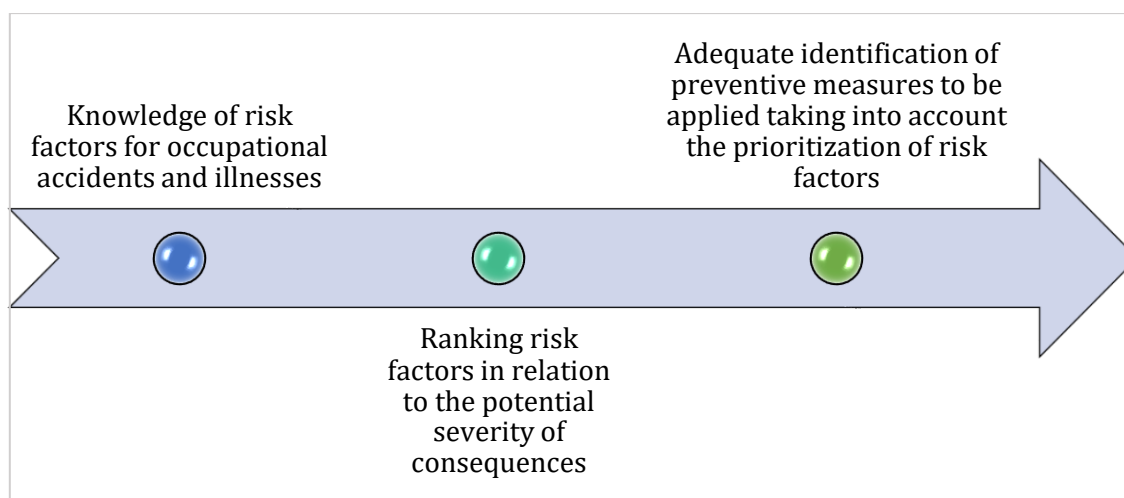 Knowledge of risk
factors for occupational
accidents and illnesses
Ranking risk
factors in relation
to the potential
severity of
consequences
Adequate identification of
preventive measures to be
applied taking into account
the prioritization of risk
factors